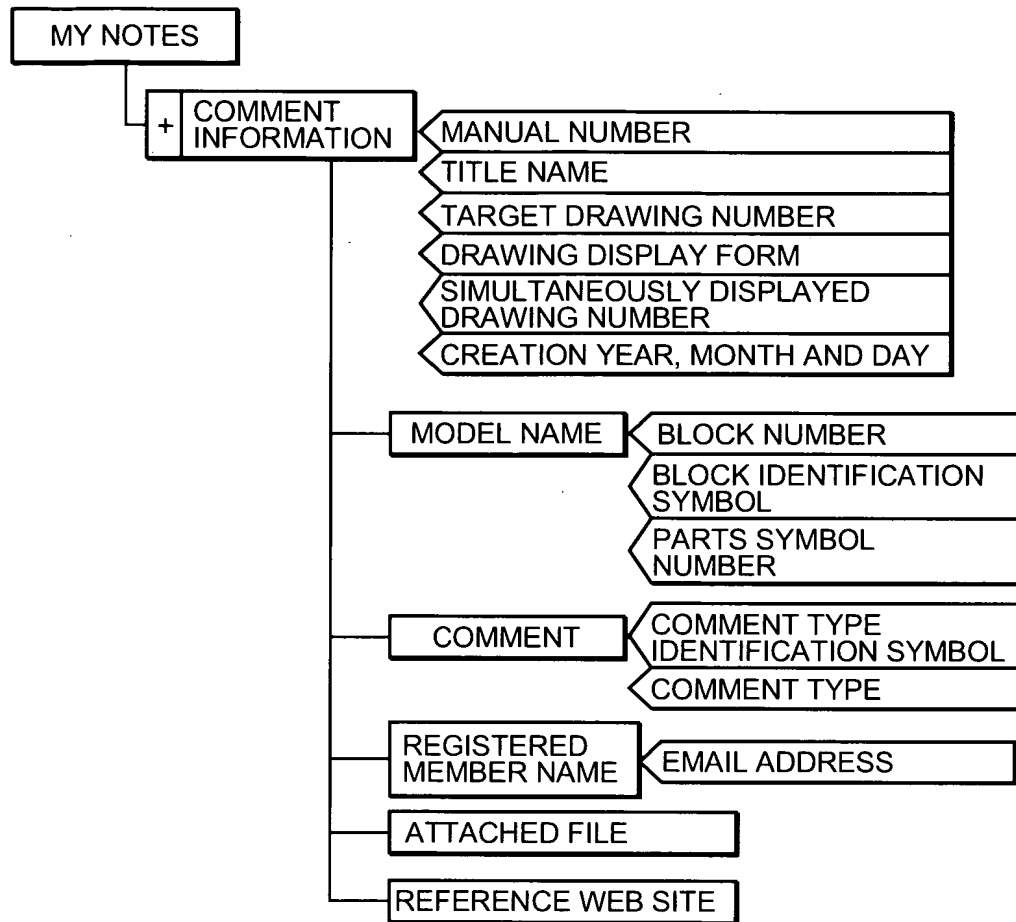 MY NOTES
+
COMMENT
INFORMATION
MANUAL NUMBER
TITLE NAME
TARGET DRAWING NUMBER
DRAWING DISPLAY FORM
SIMULTANEOUSLY DISPLAYED
DRAWING NUMBER
CREATION YEAR, MONTH AND DAY
MODEL NAME
BLOCK NUMBER
BLOCK IDENTIFICATION
SYMBOL
PARTS SYMBOL
NUMBER
COMMENT
COMMENT TYPE
IDENTIFICATION SYMBOL
COMMENT TYPE
REGISTERED
MEMBER NAME
EMAIL ADDRESS
ATTACHED FILE
REFERENCE WEB SITE